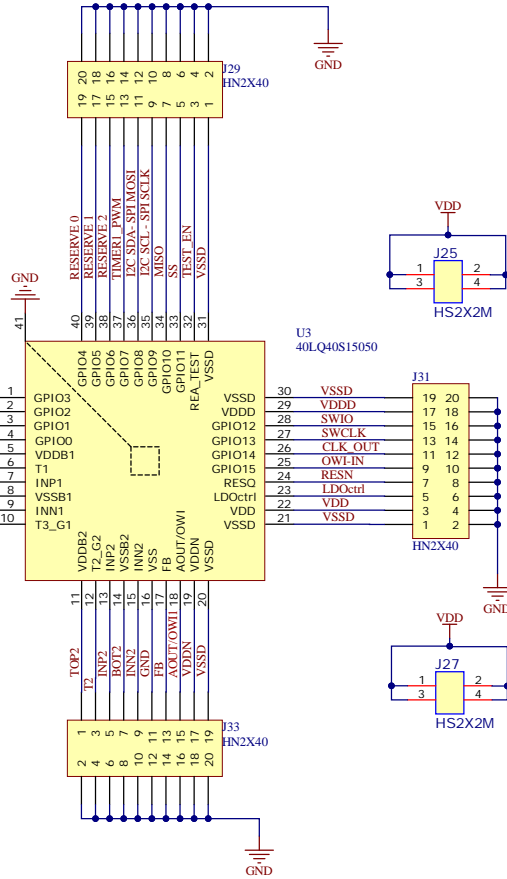 GND
J29
HN2X40
20 18 16 14 12 10 8 6 4 2
19 17 15 13 11 9 7 5 3 1
RESERVE 0
RESERVE 1
RESERVE 2
TIMER1_PWM
I2C SDA- SPI MOSI
I2C SCL - SPI SCLK
MISO
SS
TEST_EN
VSSD
GND
41
40 39 38 37 36 35 34 33 32 31
GPIO4
GPIO5
GPIO6
GPIO7
GPIO8
GPIO9
GPIO10
GPIO11
REA_TEST
VSSD
U3
40LQ40S15050
1 GPIO3
2 GPIO2
3 GPIO1
4 GPIO0
5 VDDB1
6 T1
7 INP1
8 VSSB1
9 INN1
10 T3_G1
VSSD 30 VSSD
VDDD 29 VDDD
GPIO12 28 SWIO
GPIO13 27 SWCLK
GPIO14 26 CLK_OUT
GPIO15 25 OWI-IN
RESQ 24 RESN
LDOctrl 23 LDOctrl
VDD 22 VDD
VSSD 21 VSSD
J31
19 20
17 18
15 16
13 14
11 12
9 10
7 8
5 6
3 4
1 2
HN2X40
GND
VDDB2
T2_G2
INP2
VSSB2
INN2
VSS
FB
AOUT/OWI
VDDN
VSSD
11 12 13 14 15 16 17 18 19 20
TOP2
T2
INP2
BOT2
INN2
GND
FB
AOUT/OWI1
VDDN
VSSD
J33
HN2X40
1 3 5 7 9 11 13 15 17 19
2 4 6 8 10 12 14 16 18 20
GND
VDD
J25
1 2
3 4
HS2X2M
VDD
J27
1 2
3 4
HS2X2M